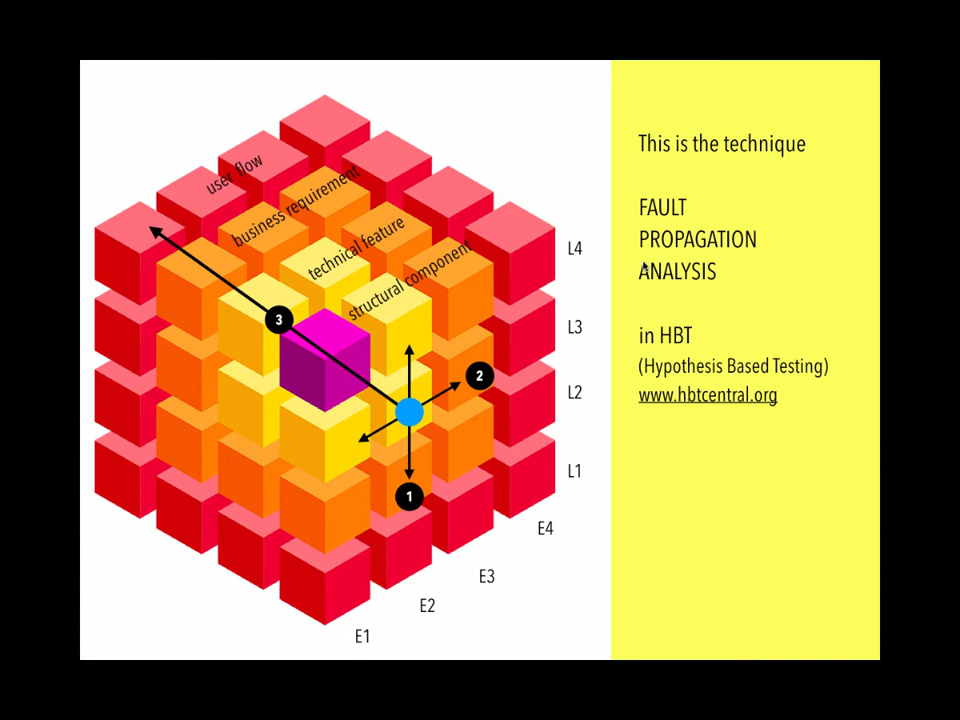 user flow
business requirement
technical feature
structural component
3
2
1
L4
L3
L2
L1
E4
E3
E2
E1
This is the technique
FAULT
PROPAGATION
ANALYSIS
in HBT
(Hypothesis Based Testing)
www.hbtcentral.org